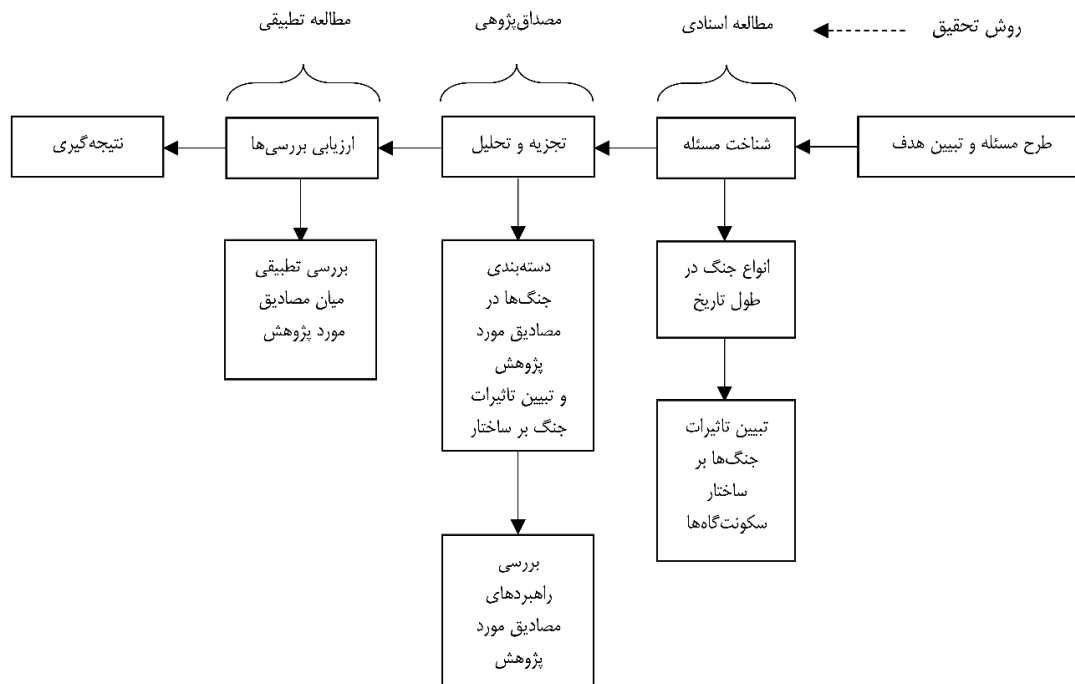 روش تحقیق
مطالعه اسنادی
مصداق‌پژوهی
مطالعه تطبیقی
طرح مسئله و تبیین هدف
شناخت مسئله
تجزیه و تحلیل
ارزیابی بررسی‌ها
نتیجه‌گیری
انواع جنگ در
طول تاریخ
تبیین تاثیرات
جنگ‌ها بر
ساختار
سکونت‌گاه‌ها
دسته‌بندی
جنگ‌ها در
مصادیق مورد
پژوهش
و تبیین تاثیرات
جنگ بر ساختار
بررسی
راهبردهای
مصادیق مورد
پژوهش
بررسی تطبیقی
میان مصادیق
مورد پژوهش